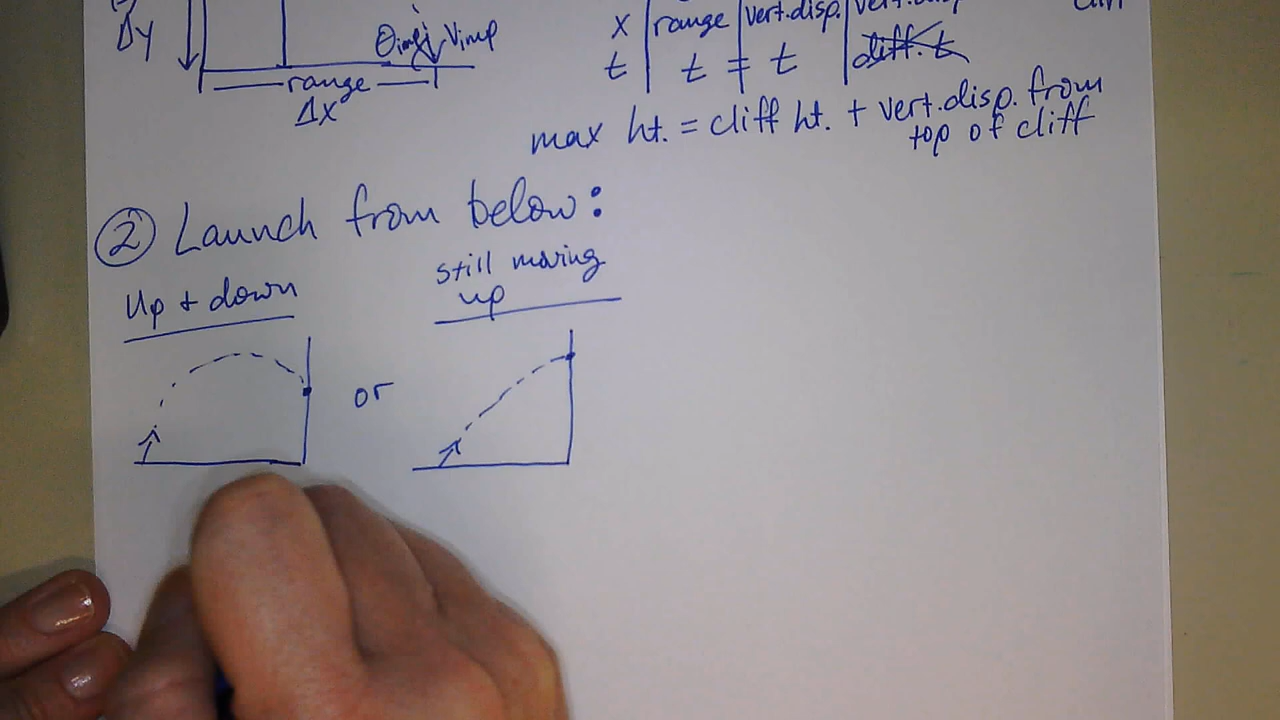 Δy
θimp Vimp
range
Δx
x range vert.disp.
t t = t diff. t
max ht. = cliff ht. + vert.disp. from
top of cliff
② Launch from below:
Up + down
still moving
up
or